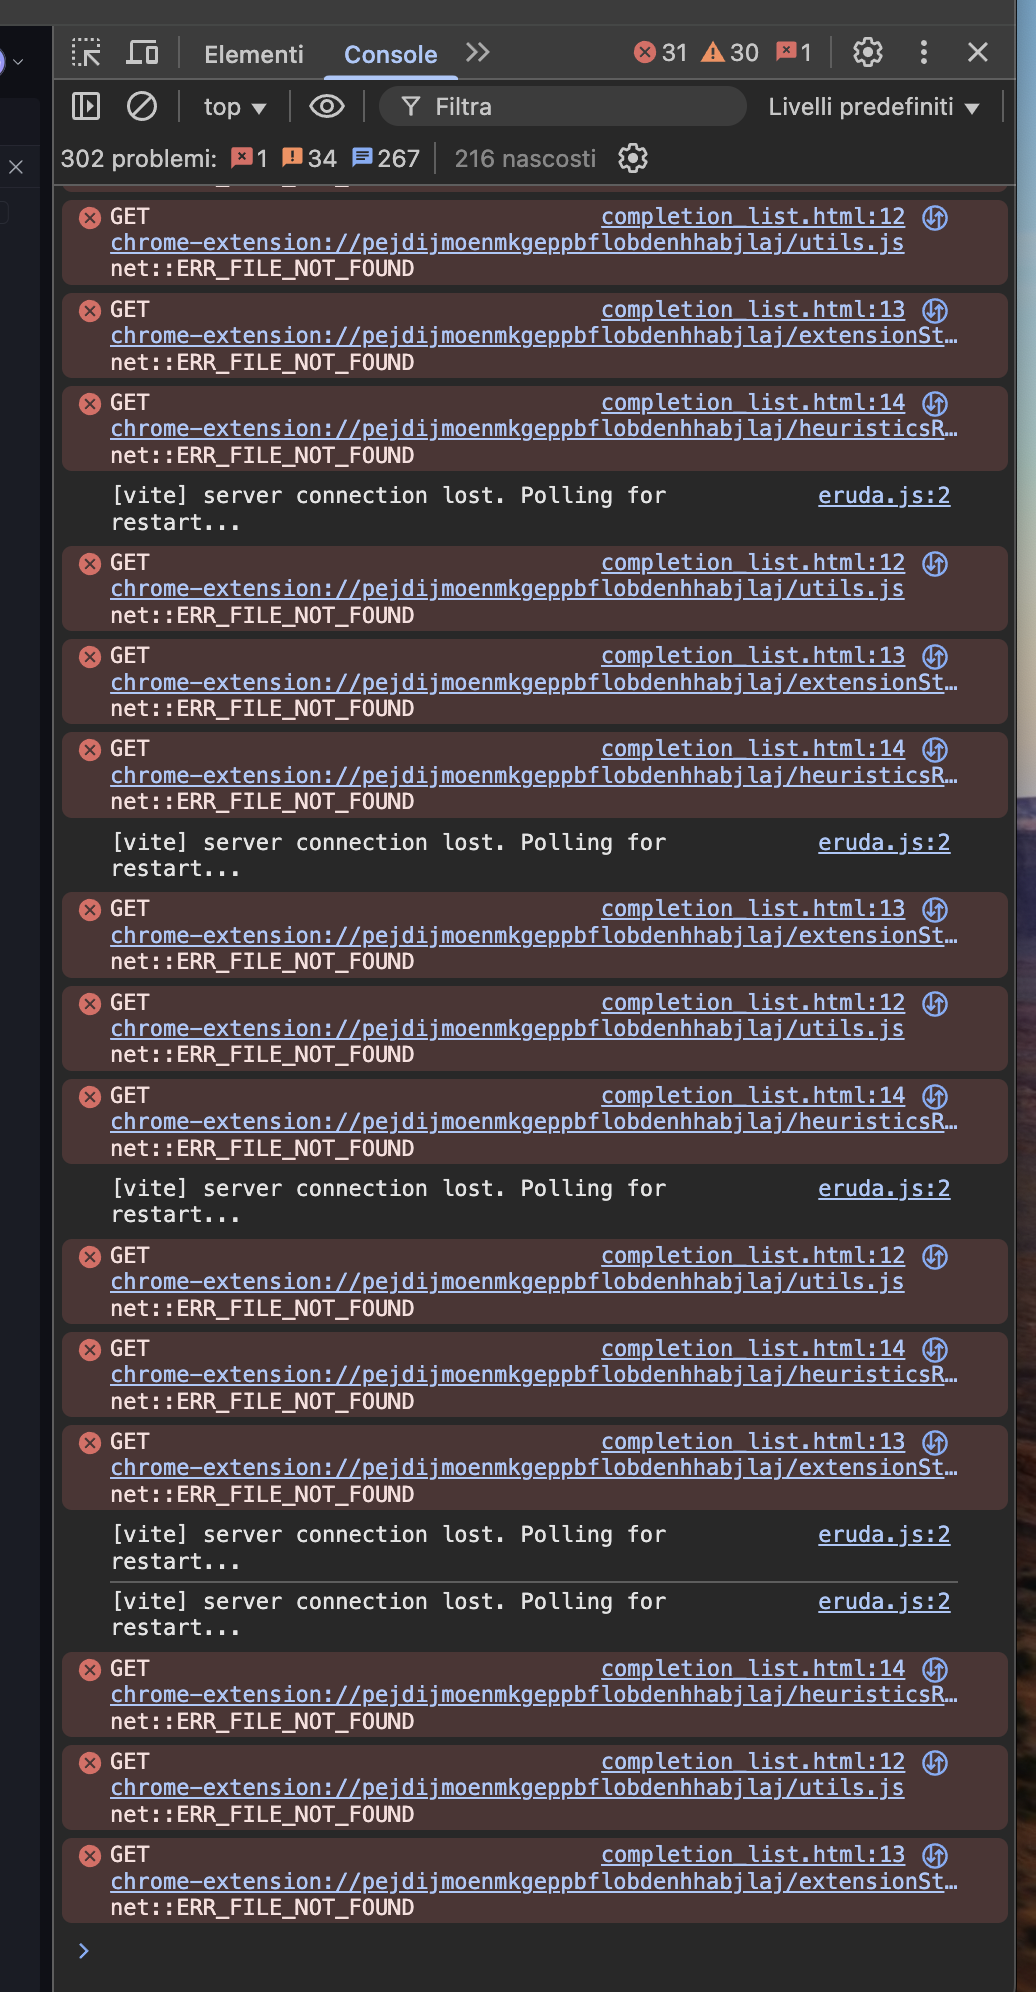 Elementi Console 31 30 1
top Filtra Livelli predefiniti
302 problemi: 1 34 267 216 nascosti
GET completion_list.html:12
chrome-extension://pejdijmoenmkgeppbflobdenhhabjlaj/utils.js
net::ERR_FILE_NOT_FOUND
GET completion_list.html:13
chrome-extension://pejdijmoenmkgeppbflobdenhhabjlaj/extensionSt…
net::ERR_FILE_NOT_FOUND
GET completion_list.html:14
chrome-extension://pejdijmoenmkgeppbflobdenhhabjlaj/heuristicsR…
net::ERR_FILE_NOT_FOUND
[vite] server connection lost. Polling for eruda.js:2
restart...
GET completion_list.html:12
chrome-extension://pejdijmoenmkgeppbflobdenhhabjlaj/utils.js
net::ERR_FILE_NOT_FOUND
GET completion_list.html:13
chrome-extension://pejdijmoenmkgeppbflobdenhhabjlaj/extensionSt…
net::ERR_FILE_NOT_FOUND
GET completion_list.html:14
chrome-extension://pejdijmoenmkgeppbflobdenhhabjlaj/heuristicsR…
net::ERR_FILE_NOT_FOUND
[vite] server connection lost. Polling for eruda.js:2
restart...
GET completion_list.html:13
chrome-extension://pejdijmoenmkgeppbflobdenhhabjlaj/extensionSt…
net::ERR_FILE_NOT_FOUND
GET completion_list.html:12
chrome-extension://pejdijmoenmkgeppbflobdenhhabjlaj/utils.js
net::ERR_FILE_NOT_FOUND
GET completion_list.html:14
chrome-extension://pejdijmoenmkgeppbflobdenhhabjlaj/heuristicsR…
net::ERR_FILE_NOT_FOUND
[vite] server connection lost. Polling for eruda.js:2
restart...
GET completion_list.html:12
chrome-extension://pejdijmoenmkgeppbflobdenhhabjlaj/utils.js
net::ERR_FILE_NOT_FOUND
GET completion_list.html:14
chrome-extension://pejdijmoenmkgeppbflobdenhhabjlaj/heuristicsR…
net::ERR_FILE_NOT_FOUND
GET completion_list.html:13
chrome-extension://pejdijmoenmkgeppbflobdenhhabjlaj/extensionSt…
net::ERR_FILE_NOT_FOUND
[vite] server connection lost. Polling for eruda.js:2
restart...
[vite] server connection lost. Polling for eruda.js:2
restart...
GET completion_list.html:14
chrome-extension://pejdijmoenmkgeppbflobdenhhabjlaj/heuristicsR…
net::ERR_FILE_NOT_FOUND
GET completion_list.html:12
chrome-extension://pejdijmoenmkgeppbflobdenhhabjlaj/utils.js
net::ERR_FILE_NOT_FOUND
GET completion_list.html:13
chrome-extension://pejdijmoenmkgeppbflobdenhhabjlaj/extensionSt…
net::ERR_FILE_NOT_FOUND